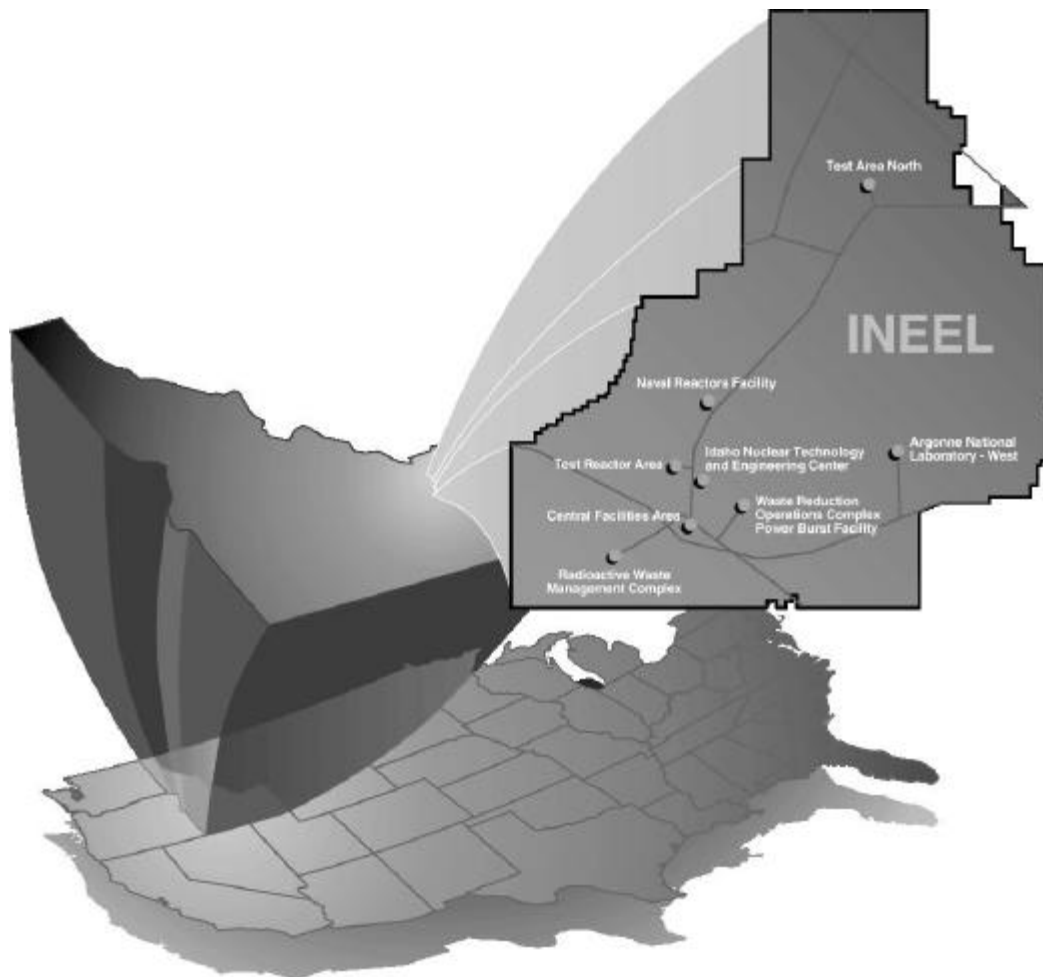 Test Area North
INEEL
Naval Reactors Facility
Argonne National
Laboratory - West
Idaho Nuclear Technology
and Engineering Center
Test Reactor Area
Waste Reduction
Operations Complex
Power Burst Facility
Central Facilities Area
Radioactive Waste
Management Complex